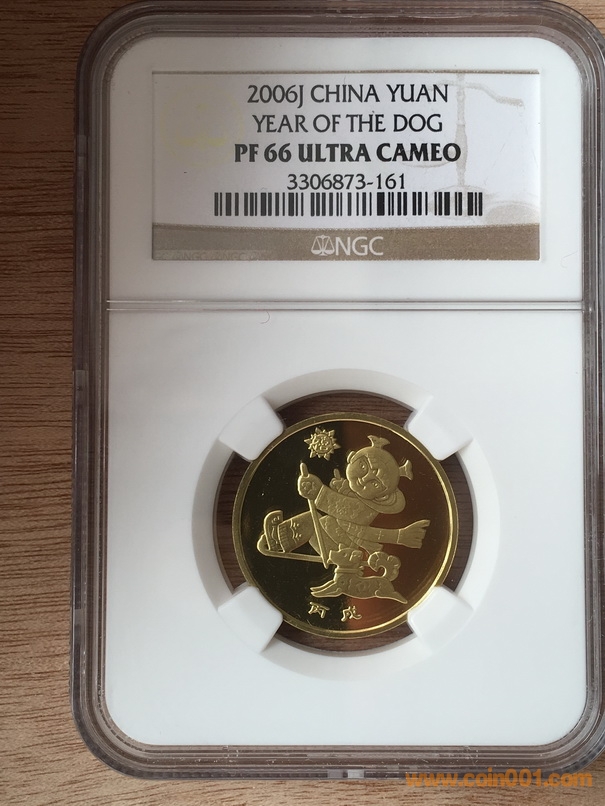 2006J CHINA YUAN
YEAR OF THE DOG
PF 66 ULTRA CAMEO
3306873-161
NGC
丙戌
www.coin001.com